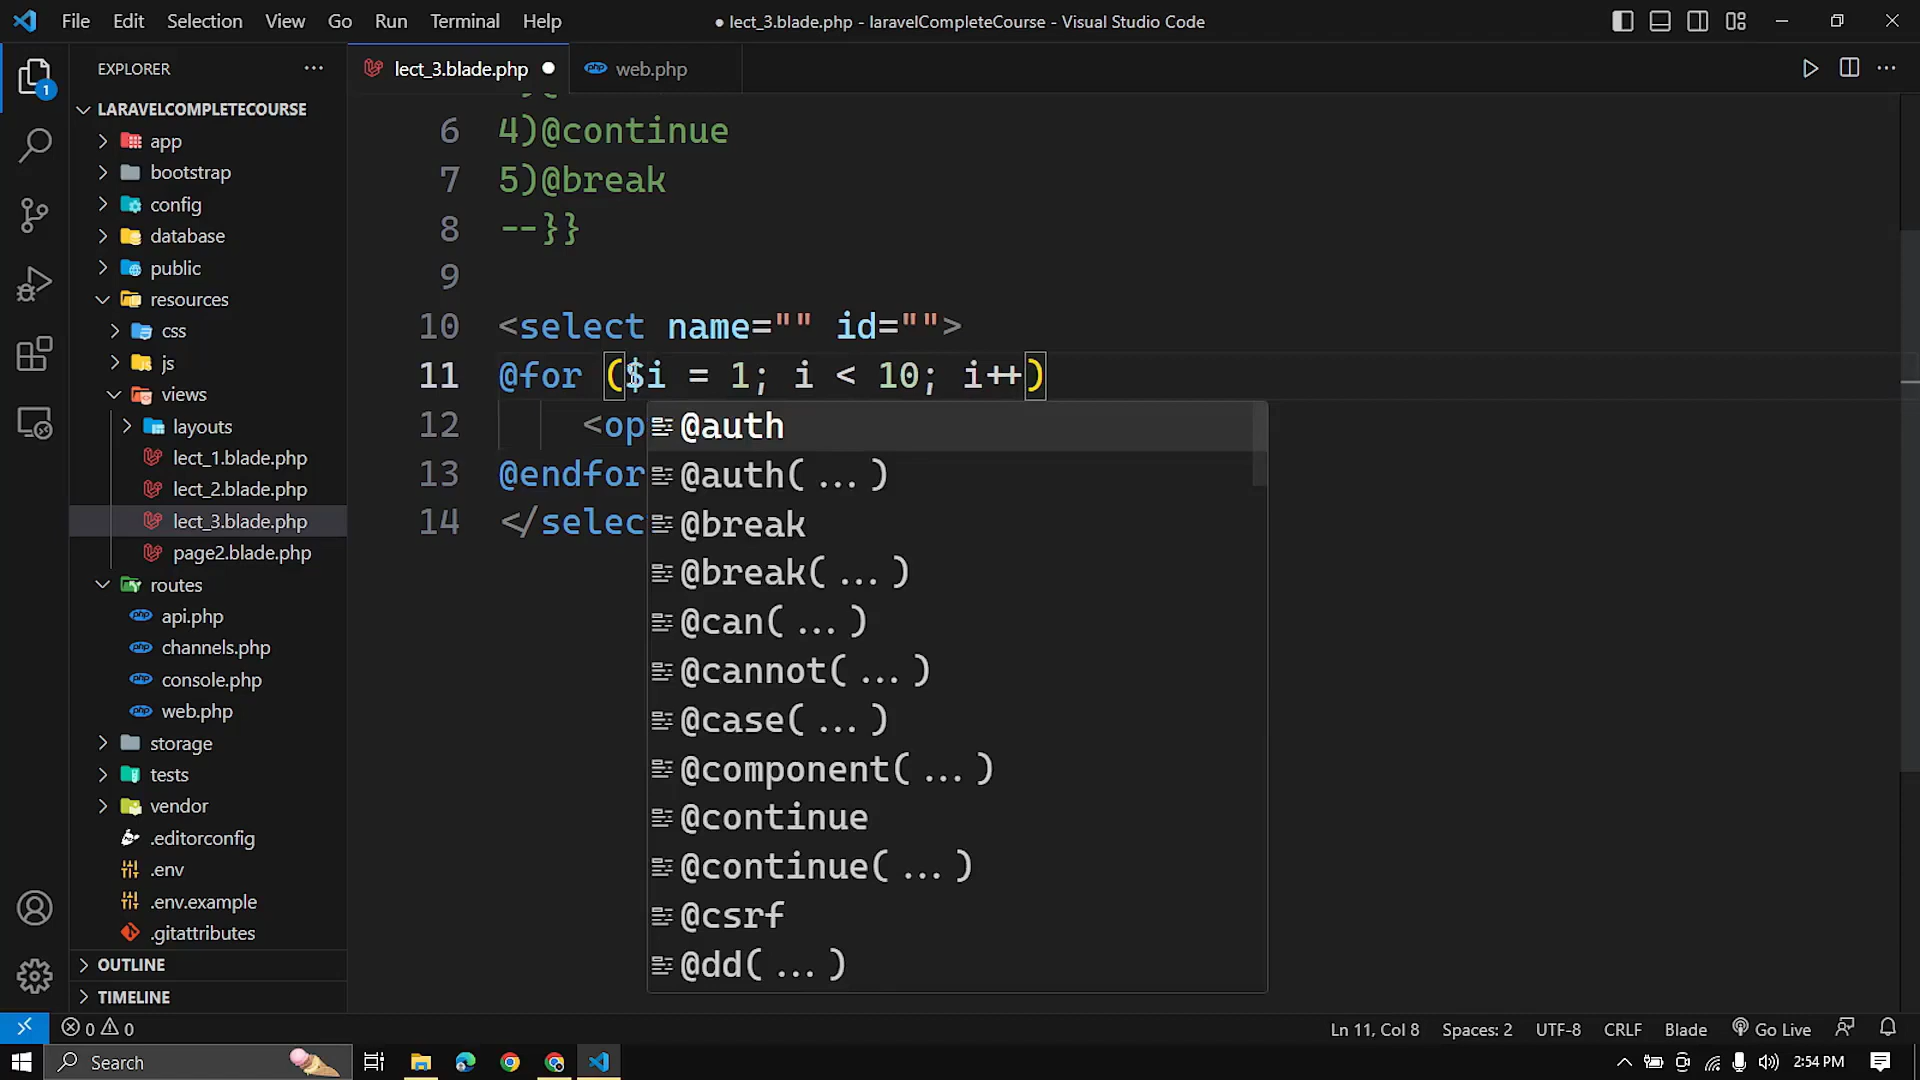 File Edit Selection View Go Run Terminal Help
● lect_3.blade.php - laravelCompleteCourse - Visual Studio Code
EXPLORER
lect_3.blade.php
web.php
1
LARAVELCOMPLETECOURSE
app
bootstrap
config
database
public
resources
css
js
views
layouts
lect_1.blade.php
lect_2.blade.php
lect_3.blade.php
page2.blade.php
routes
api.php
channels.php
console.php
web.php
storage
tests
vendor
.editorconfig
.env
.env.example
.gitattributes
OUTLINE
TIMELINE
6 4)@continue
7 5)@break
8 --}}
9
10 <select name="" id="">
11 @for ($i = 1; i < 10; i++)
12 <op
13 @endfor
14 </selec
@auth
@auth( ... )
@break
@break( ... )
@can( ... )
@cannot( ... )
@case( ... )
@component( ... )
@continue
@continue( ... )
@csrf
@dd( ... )
0 0
Ln 11, Col 8 Spaces: 2 UTF-8 CRLF Blade Go Live
Search
2:54 PM